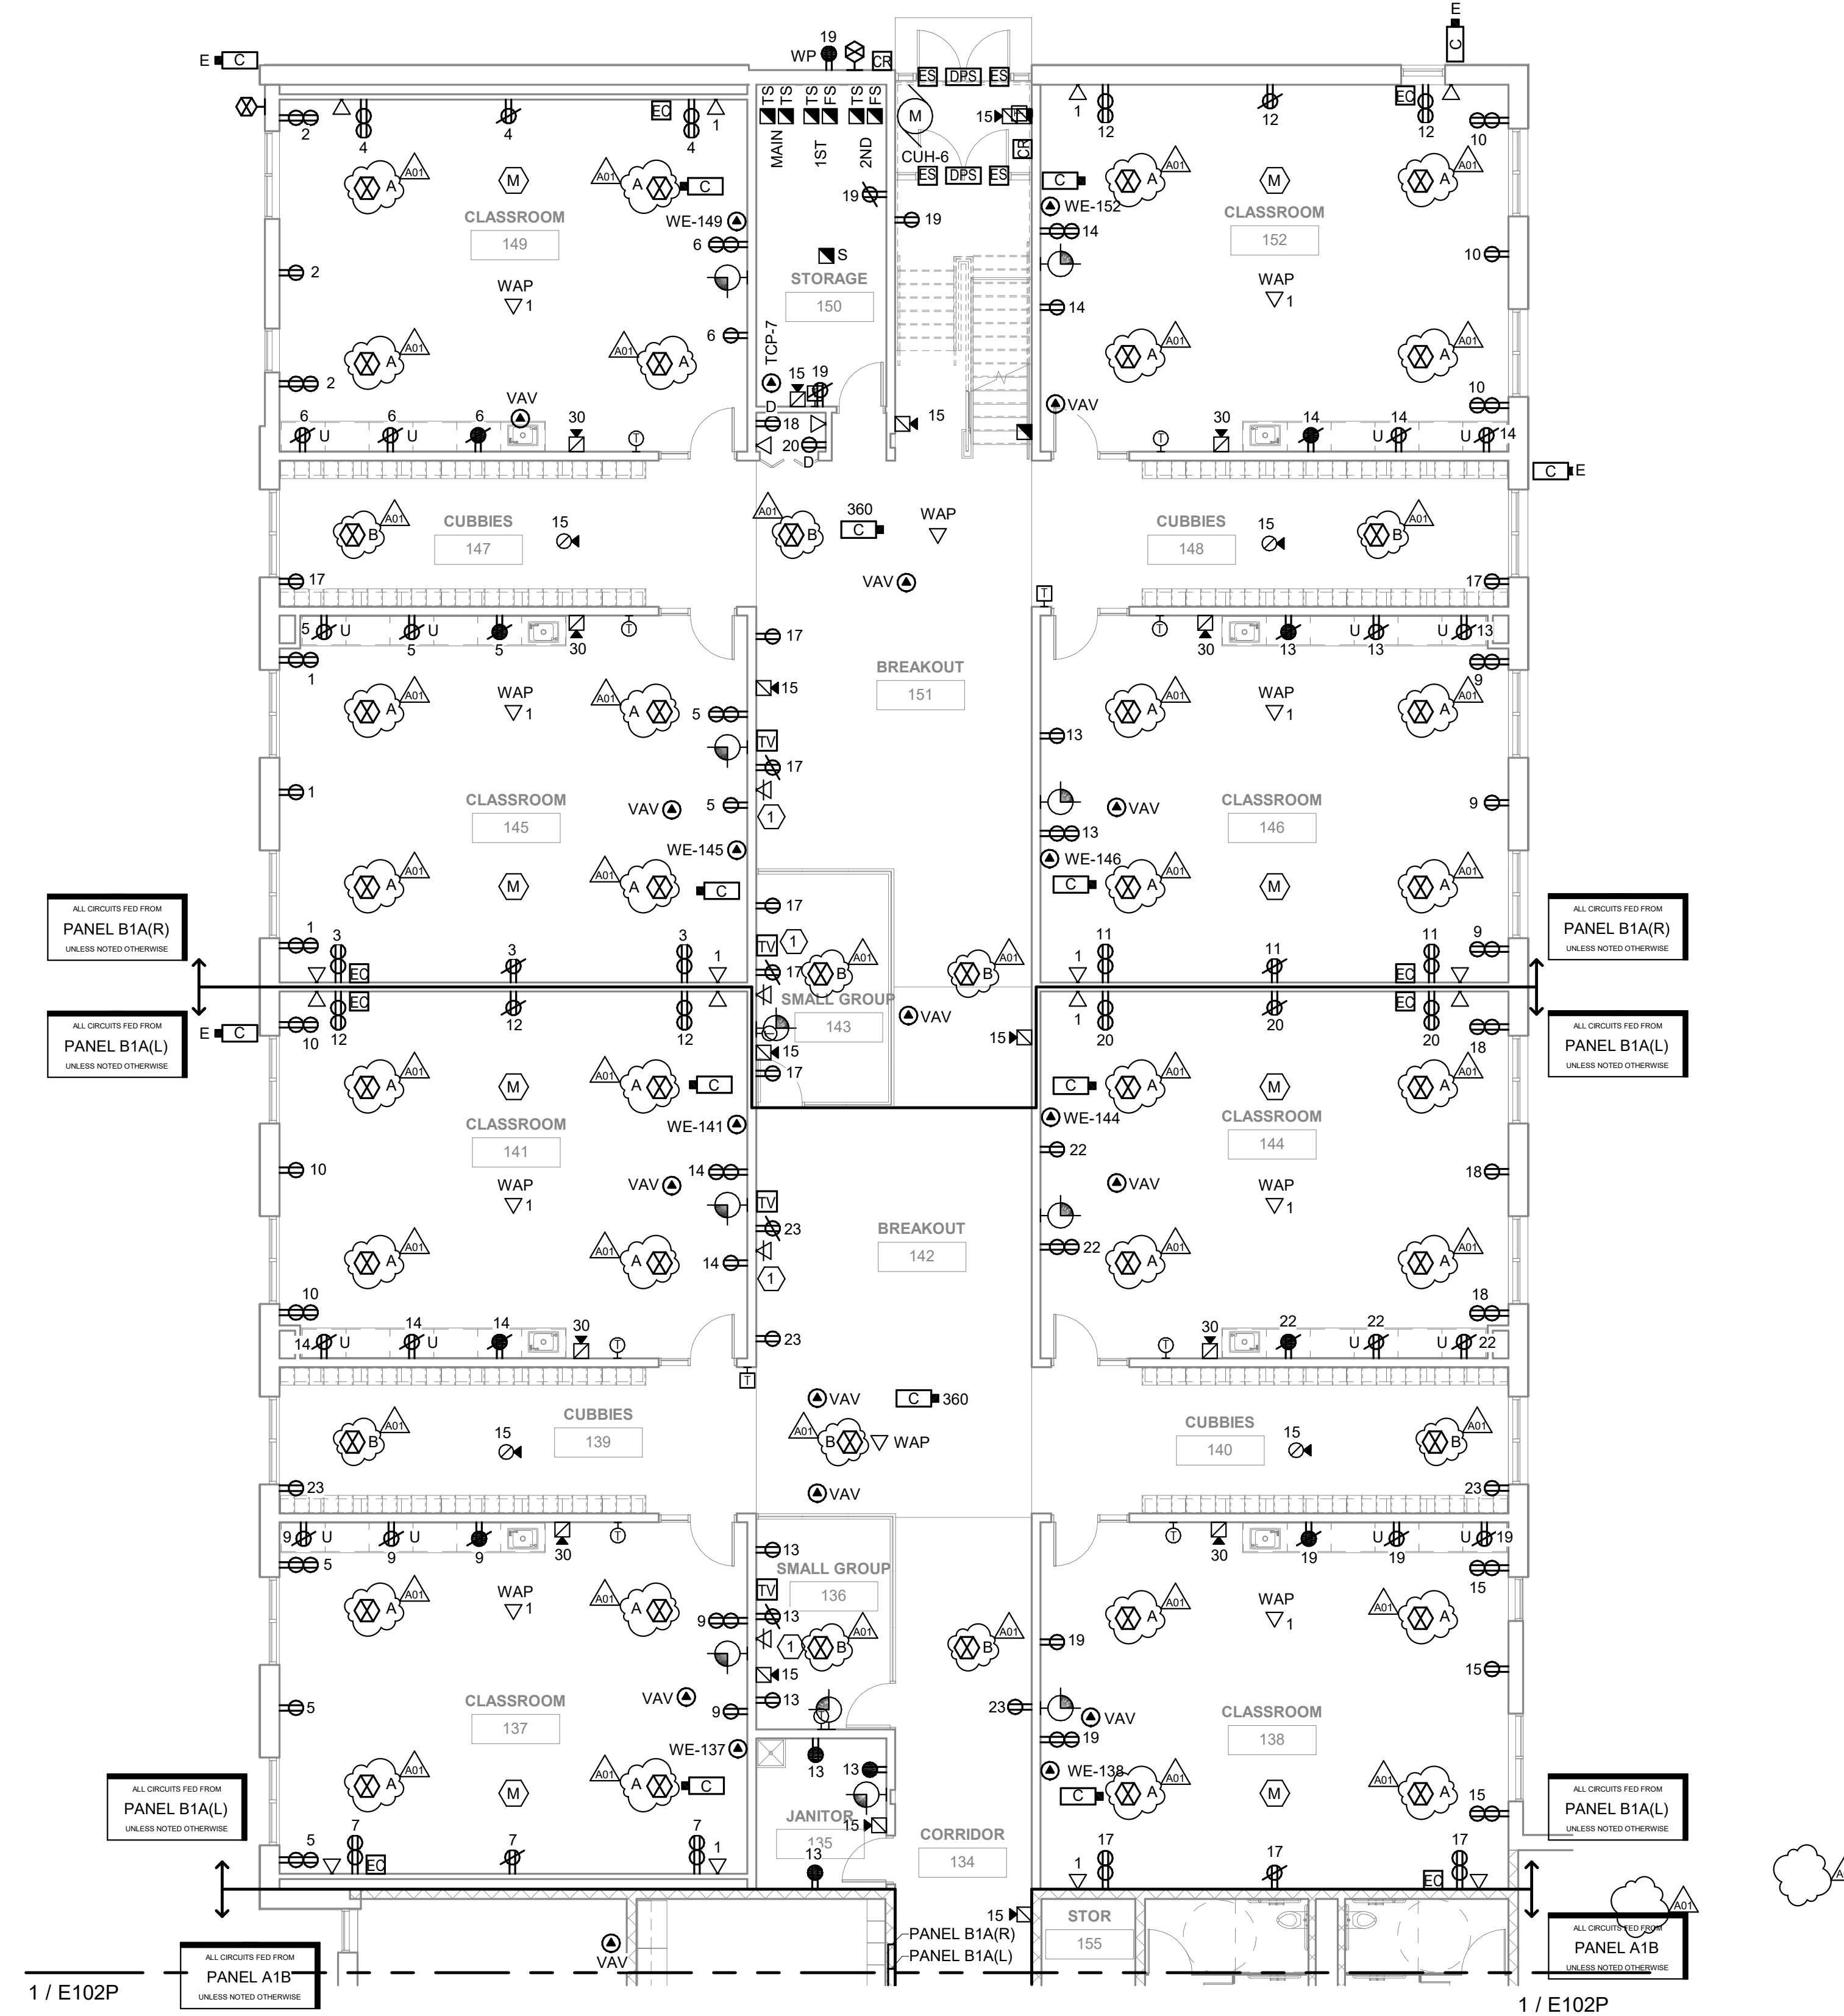 E
E C
C
19
WP
CR
ES DPS ES
TS TS TS FS TS FS
MAIN 1ST 2ND
M
CUH-6
15
CR
ES DPS ES
2 4 4 EC 4 1
1 12 12 EC 12 10
A A01 M A01 A C
C A A01 M A A01
CLASSROOM
149
WE-149
6
19
19
WE-152
14
CLASSROOM
152
10
2
WAP
1
S
STORAGE
150
WAP
1
14
6
TCP-7
A A01 A01 A
A A01 A A01
2
VAV
15 19
D
18
20
D
15
VAV
10
6 U 6 U 6 30 T
T 30 14 14 U U 14
C E
CUBBIES
147
15
B A01
A01 B
360
C
WAP
CUBBIES
148
15
B A01
17
VAV
17
T
5 U U 5 5 30 T
17
T 30 13 U 13 U 13
1
9
BREAKOUT
151
A A01
WAP
1
A01 A
15
5
TV
17
A A01
WAP
1
A A01
13
CLASSROOM
145
1
VAV
5
1
VAV
CLASSROOM
146
9
13
WE-145
WE-146
A A01 M A01 A C
C A A01 M A A01
ALL CIRCUITS FED FROM
PANEL B1A(R)
UNLESS NOTED OTHERWISE
ALL CIRCUITS FED FROM
PANEL B1A(R)
UNLESS NOTED OTHERWISE
17
1 3 EC 3 3 1
TV 1
17
B A01
B A01
1 11 11 EC 11 9
SMALL GROUP
143
VAV
15
15
17
ALL CIRCUITS FED FROM
PANEL B1A(L)
UNLESS NOTED OTHERWISE
ALL CIRCUITS FED FROM
PANEL B1A(L)
UNLESS NOTED OTHERWISE
E C
10 12 EC 12 12
1 20 20 EC 20 18
A A01 M A01 A C
C A A01 M A A01
CLASSROOM
141
WE-141
WE-144
CLASSROOM
144
22
10
VAV
14
VAV
18
WAP
1
TV
23
WAP
1
BREAKOUT
142
22
A A01 A01 A
14
1
A A01 A A01
10
18
14 U 14 U 14 30 T
23
T 30 22 22 U U 22
T
VAV
C 360
CUBBIES
139
15
B A01
A01 B
WAP
CUBBIES
140
15
B A01
VAV
23
23
9 U U 9 9 30 T
T 30 19 U 19 U 19
5
15
13
SMALL GROUP
136
A A01
WAP
1
A01 A
9
TV
13
1 B A01
B A01
19
A A01
WAP
1
A01 A
15
15
CLASSROOM
137
5
VAV
9
13
T
23
VAV
19
CLASSROOM
138
WE-137
13
13
WE-138
A A01 M A01 A C
C A A01 M A01 A
ALL CIRCUITS FED FROM
PANEL B1A(L)
UNLESS NOTED OTHERWISE
ALL CIRCUITS FED FROM
PANEL B1A(L)
UNLESS NOTED OTHERWISE
JANITOR
135
15
13
CORRIDOR
134
5 7 EC 7 7 1
1 17 17 EC 17 15
15
STOR
155
A01
PANEL B1A(R)
PANEL B1A(L)
VAV
ALL CIRCUITS FED FROM
PANEL A1B
UNLESS NOTED OTHERWISE
ALL CIRCUITS FED FROM
PANEL A1B
UNLESS NOTED OTHERWISE
1 / E102P
1 / E102P